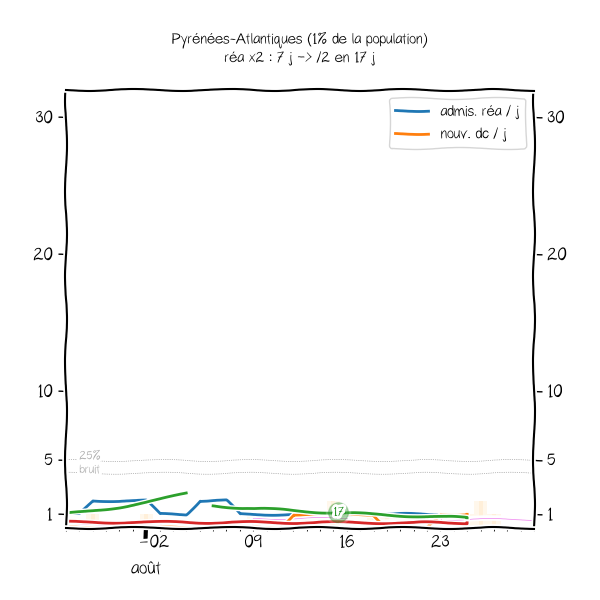 Pyrénées-Atlantiques (1% de la population)
réa x2 : 7 j -> /2 en 17 j
admis. réa / j
nouv. dc / j
30
30
20
20
10
10
5
5
25%
bruit
1
1
17
02
09
16
23
août